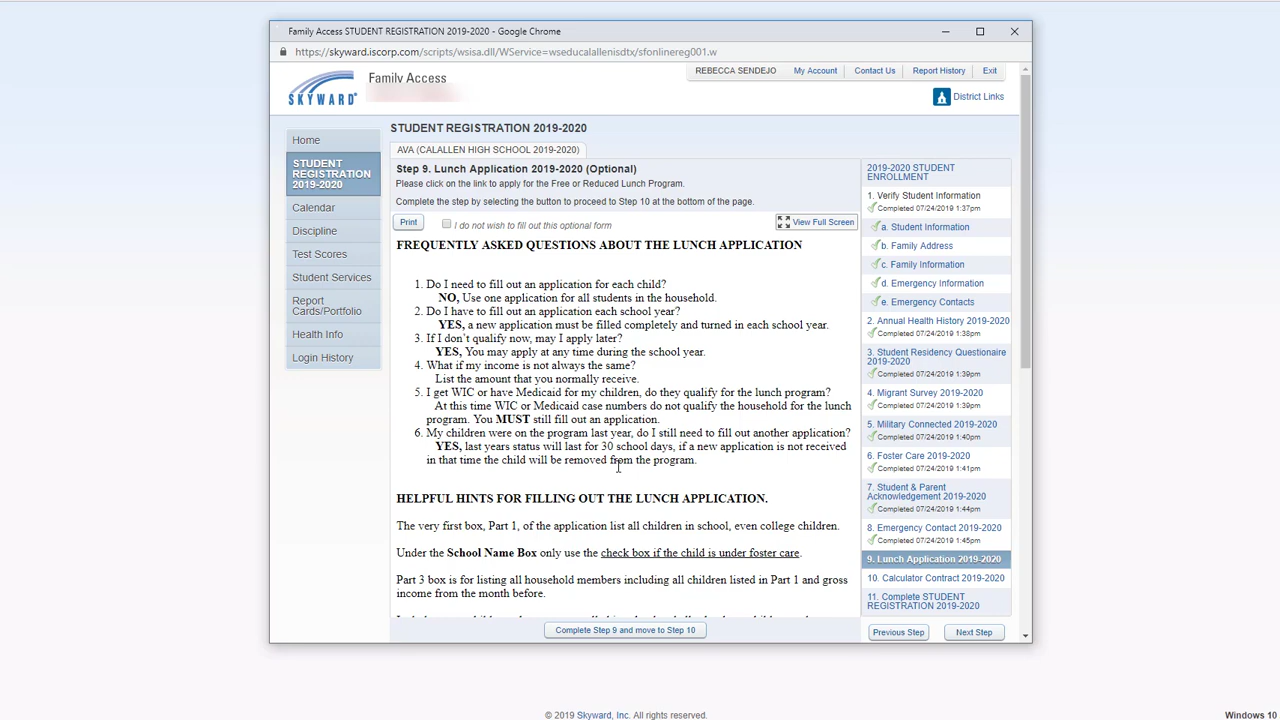 Family Access STUDENT REGISTRATION 2019-2020 - Google Chrome
https://skyward.iscorp.com/scripts/wsisa.dll/WService=wseducalallenisdtx/sfonlinereg001.w
SKYWARD
Family Access
REBECCA SENDEJO My Account Contact Us Report History Exit
District Links
Home
STUDENT
REGISTRATION
2019-2020
Calendar
Discipline
Test Scores
Student Services
Report
Cards/Portfolio
Health Info
Login History
STUDENT REGISTRATION 2019-2020
AVA (CALALLEN HIGH SCHOOL 2019-2020)
Step 9. Lunch Application 2019-2020 (Optional)
Please click on the link to apply for the Free or Reduced Lunch Program.
Complete the step by selecting the button to proceed to Step 10 at the bottom of the page.
Print I do not wish to fill out this optional form View Full Screen
FREQUENTLY ASKED QUESTIONS ABOUT THE LUNCH APPLICATION
1. Do I need to fill out an application for each child?
NO, Use one application for all students in the household.
2. Do I have to fill out an application each school year?
YES, a new application must be filled completely and turned in each school year.
3. If I don't qualify now, may I apply later?
YES, You may apply at any time during the school year.
4. What if my income is not always the same?
List the amount that you normally receive.
5. I get WIC or have Medicaid for my children, do they qualify for the lunch program?
At this time WIC or Medicaid case numbers do not qualify the household for the lunch
program. You MUST still fill out an application.
6. My children were on the program last year, do I still need to fill out another application?
YES, last years status will last for 30 school days, if a new application is not received
in that time the child will be removed from the program.
HELPFUL HINTS FOR FILLING OUT THE LUNCH APPLICATION.
The very first box, Part 1, of the application list all children in school, even college children.
Under the School Name Box only use the check box if the child is under foster care.
Part 3 box is for listing all household members including all children listed in Part 1 and gross
income from the month before.
Complete Step 9 and move to Step 10
2019-2020 STUDENT
ENROLLMENT
1. Verify Student Information
Completed 07/24/2019 1:37pm
a. Student Information
b. Family Address
c. Family Information
d. Emergency Information
e. Emergency Contacts
2. Annual Health History 2019-2020
Completed 07/24/2019 1:38pm
3. Student Residency Questionaire
2019-2020
Completed 07/24/2019 1:39pm
4. Migrant Survey 2019-2020
Completed 07/24/2019 1:39pm
5. Military Connected 2019-2020
Completed 07/24/2019 1:40pm
6. Foster Care 2019-2020
Completed 07/24/2019 1:41pm
7. Student & Parent
Acknowledgement 2019-2020
Completed 07/24/2019 1:44pm
8. Emergency Contact 2019-2020
Completed 07/24/2019 1:45pm
9. Lunch Application 2019-2020
10. Calculator Contract 2019-2020
11. Complete STUDENT
REGISTRATION 2019-2020
Previous Step Next Step
© 2019 Skyward, Inc. All rights reserved.
Windows 10